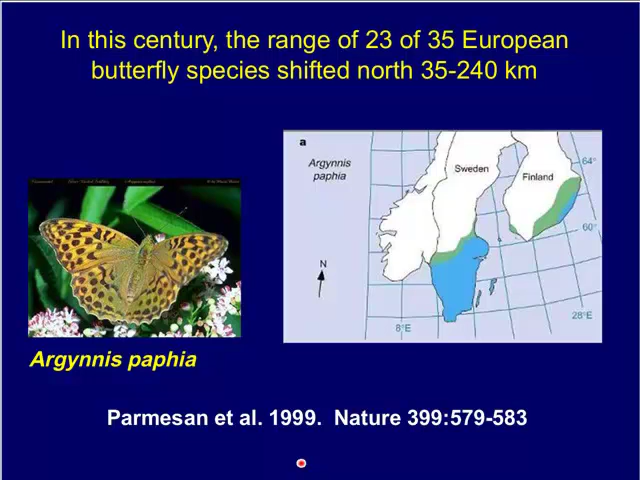 In this century, the range of 23 of 35 European
butterfly species shifted north 35-240 km
a
Argynnis
paphia
Sweden
Finland
64°
60°
N
8°E
28°E
Argynnis paphia
Parmesan et al. 1999. Nature 399:579-583